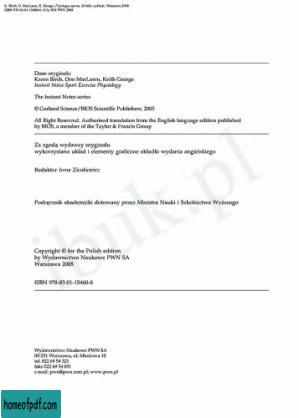 K. Birch, D. MacLaren, K. George, Fizjologia sportu. Krótkie wykłady, Warszawa 2008
ISBN 978-83-01-15460-8, © by WN PWN 2008
Dane oryginału
Karen Birch, Don MacLaren, Keith George
Instant Notes Sport Exercise Physiology
The Instant Notes series
© Garland Science/BIOS Scientific Publishers, 2005
All Right Reserved. Authorised translation from the English language edition published
by BIOS, a member of the Taylor & Francis Group
Za zgodą wydawcy oryginału
wykorzystano układ i elementy graficzne okładki wydania angielskiego
Redaktor Irena Zienkiewicz
Podręcznik akademicki dotowany przez Ministra Nauki i Szkolnictwa Wyższego
ibuk.pl
Copyright © for the Polish edition
by Wydawnictwo Naukowe PWN SA
Warszawa 2008
ISBN 978-83-01-15460-8
Wydawnictwo Naukowe PWN SA
00-251 Warszawa, ul. Miodowa 10
tel. 022 69 54 321
faks 022 69 54 031
e-mail: pwn@pwn.com.pl; www.pwn.pl
homeofpdf.com